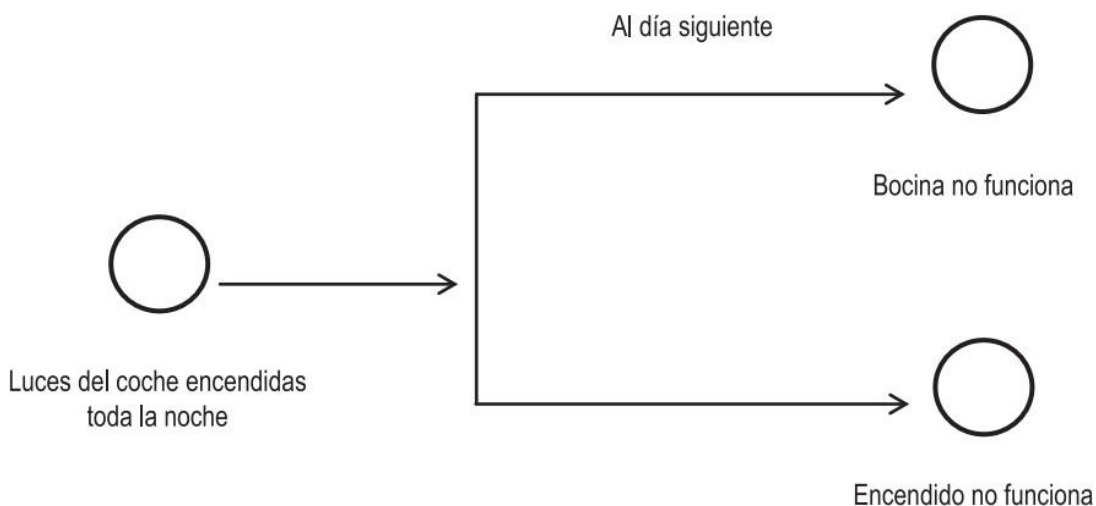 Al día siguiente
Bocina no funciona
Luces del coche encendidas
toda la noche
Encendido no funciona